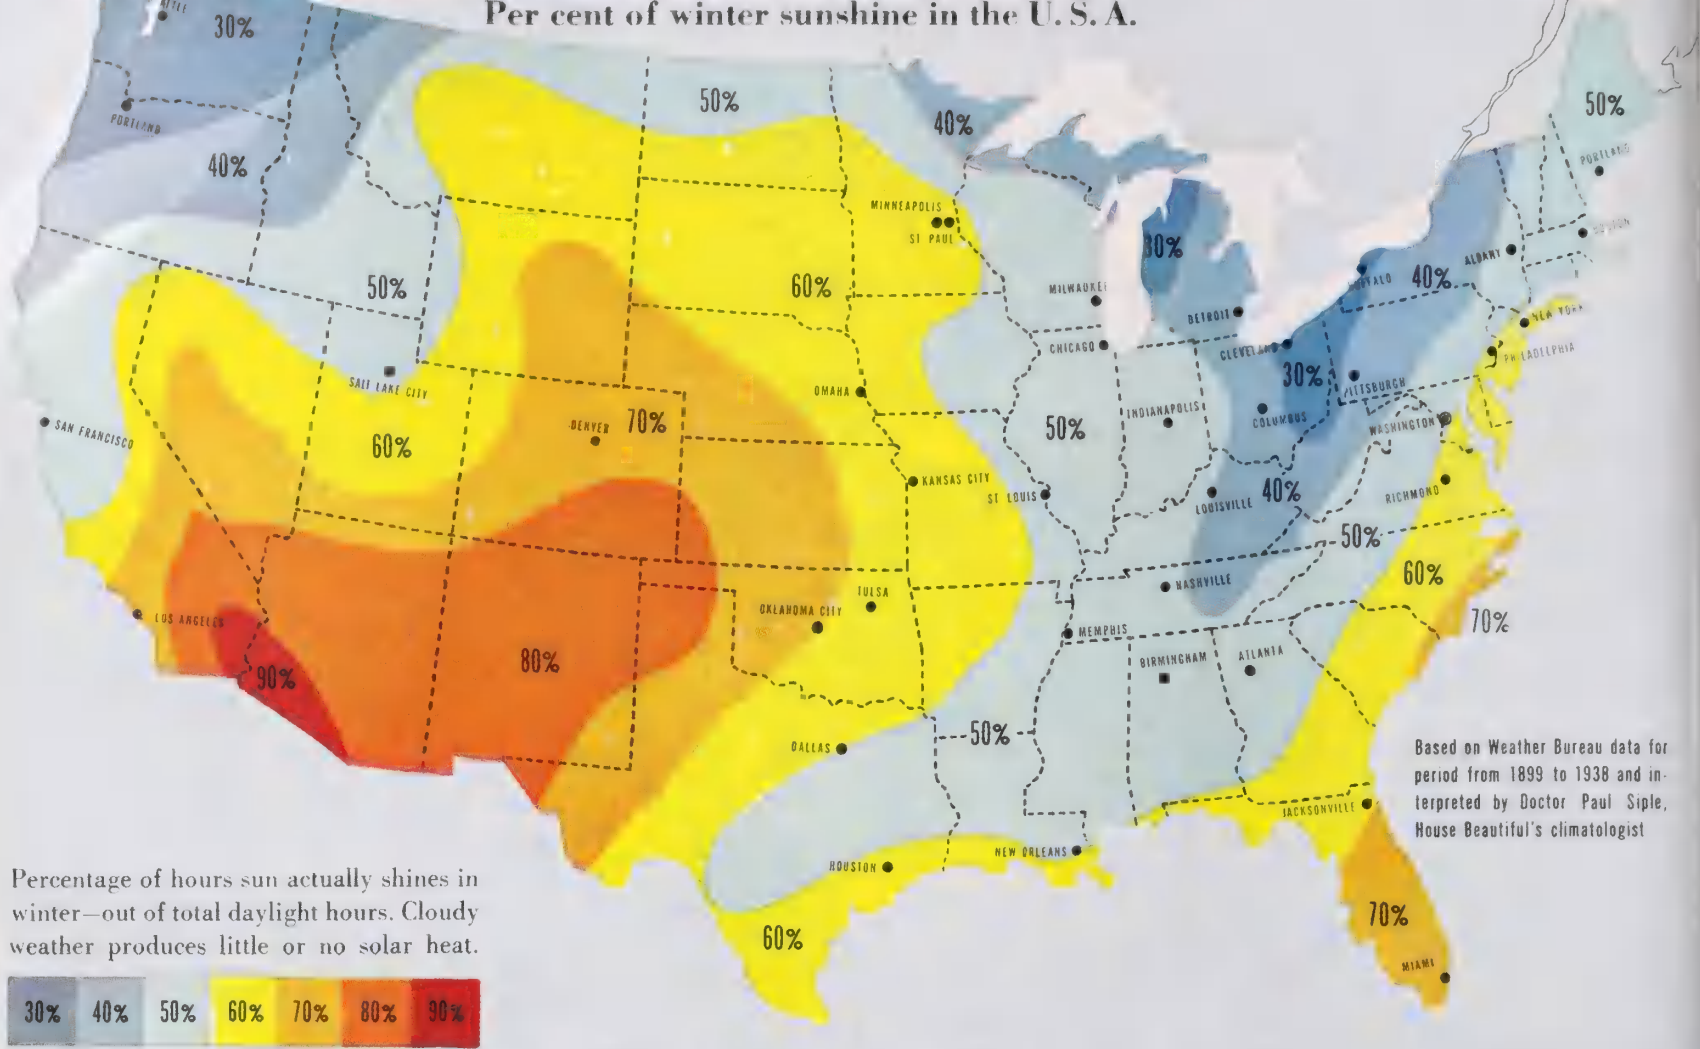 Per cent of winter sunshine in the U. S. A.
30%
PORTLAND
40%
50%
50%
40%
50%
PORTLAND
MINNEAPOLIS
ST PAUL
60%
MILWAUKEE
30%
DETROIT
BUFFALO
40%
ALBANY
BOSTON
NEW YORK
CHICAGO
CLEVELAND
PHILADELPHIA
SALT LAKE CITY
OMAHA
30%
PITTSBURGH
SAN FRANCISCO
60%
DENVER
70%
50%
INDIANAPOLIS
COLUMBUS
WASHINGTON
KANSAS CITY
ST LOUIS
LOUISVILLE
40%
RICHMOND
50%
60%
NASHVILLE
TULSA
OKLAHOMA CITY
LOS ANGELES
MEMPHIS
70%
80%
90%
BIRMINGHAM
ATLANTA
DALLAS
50%
JACKSONVILLE
HOUSTON
NEW ORLEANS
60%
70%
MIAMI
Based on Weather Bureau data for
period from 1899 to 1938 and in-
terpreted by Doctor Paul Siple,
House Beautiful's climatologist
Percentage of hours sun actually shines in
winter—out of total daylight hours. Cloudy
weather produces little or no solar heat.
30% 40% 50% 60% 70% 80% 90%